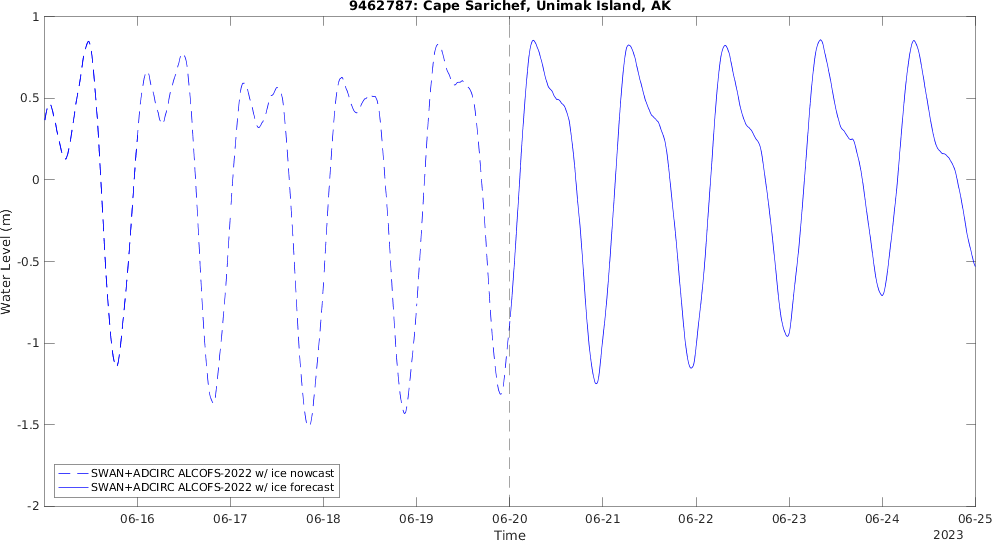 9462787: Cape Sarichef, Unimak Island, AK
1
0.5
0
-0.5
-1
-1.5
-2
Water Level (m)
SWAN+ADCIRC ALCOFS-2022 w/ ice nowcast
SWAN+ADCIRC ALCOFS-2022 w/ ice forecast
06-16 06-17 06-18 06-19 06-20 06-21 06-22 06-23 06-24 06-25
Time
2023